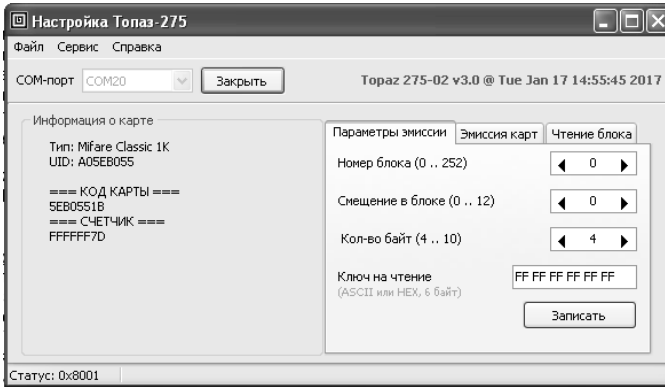 Настройка Топаз-275
Файл Сервис Справка
COM-порт COM20 Закрыть Topaz 275-02 v3.0 @ Tue Jan 17 14:55:45 2017
Информация о карте
Тип: Mifare Classic 1K
UID: A05EB055
=== КОД КАРТЫ ===
5EB0551B
=== СЧЕТЧИК ===
FFFFFF7D
Параметры эмиссии Эмиссия карт Чтение блока
Номер блока (0 .. 252) 0
Смещение в блоке (0 .. 12) 0
Кол-во байт (4 .. 10) 4
Ключ на чтение FF FF FF FF FF FF
(ASCII или HEX, 6 байт)
Записать
Статус: 0x8001